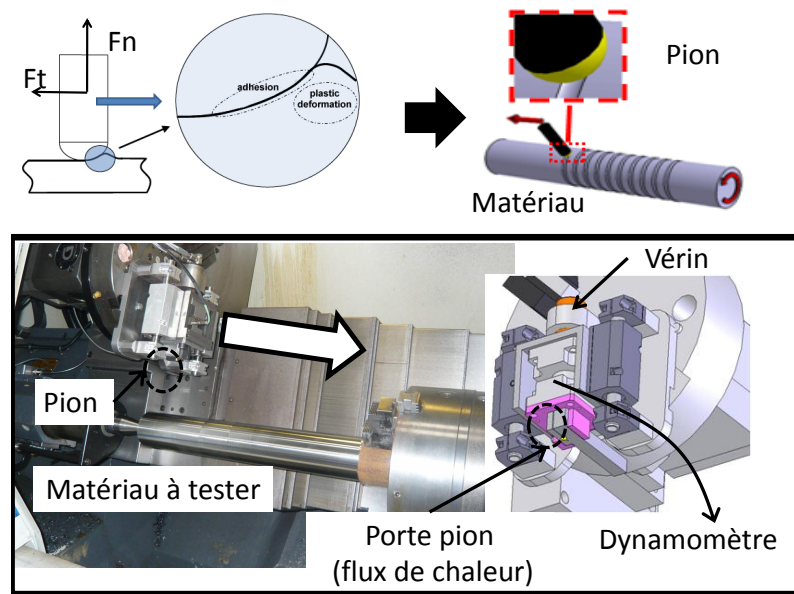 Fn
Ft
adhesion
plastic
deformation
Pion
Matériau
Vérin
Pion
Matériau à tester
Porte pion
(flux de chaleur)
Dynamomètre